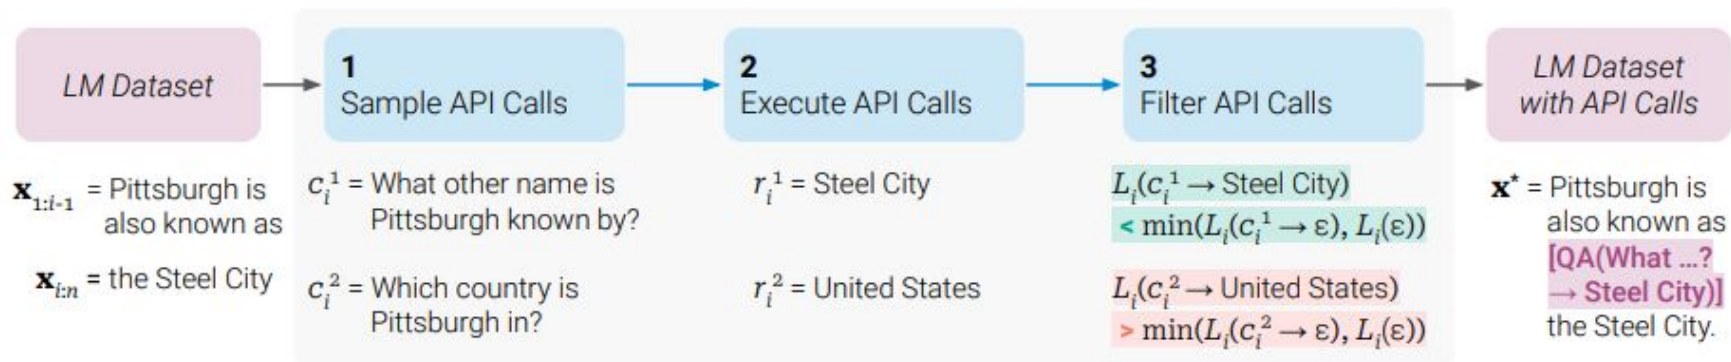 LM Dataset
1
Sample API Calls
2
Execute API Calls
3
Filter API Calls
LM Dataset
with API Calls
x1:i-1 = Pittsburgh is
also known as
xi:n = the Steel City
ci1 = What other name is
Pittsburgh known by?
ci2 = Which country is
Pittsburgh in?
ri1 = Steel City
ri2 = United States
Li(ci1 → Steel City)
< min(Li(ci1 → ε), Li(ε))
Li(ci2 → United States)
> min(Li(ci2 → ε), Li(ε))
x* = Pittsburgh is
also known as
[QA(What ...?
→ Steel City)]
the Steel City.